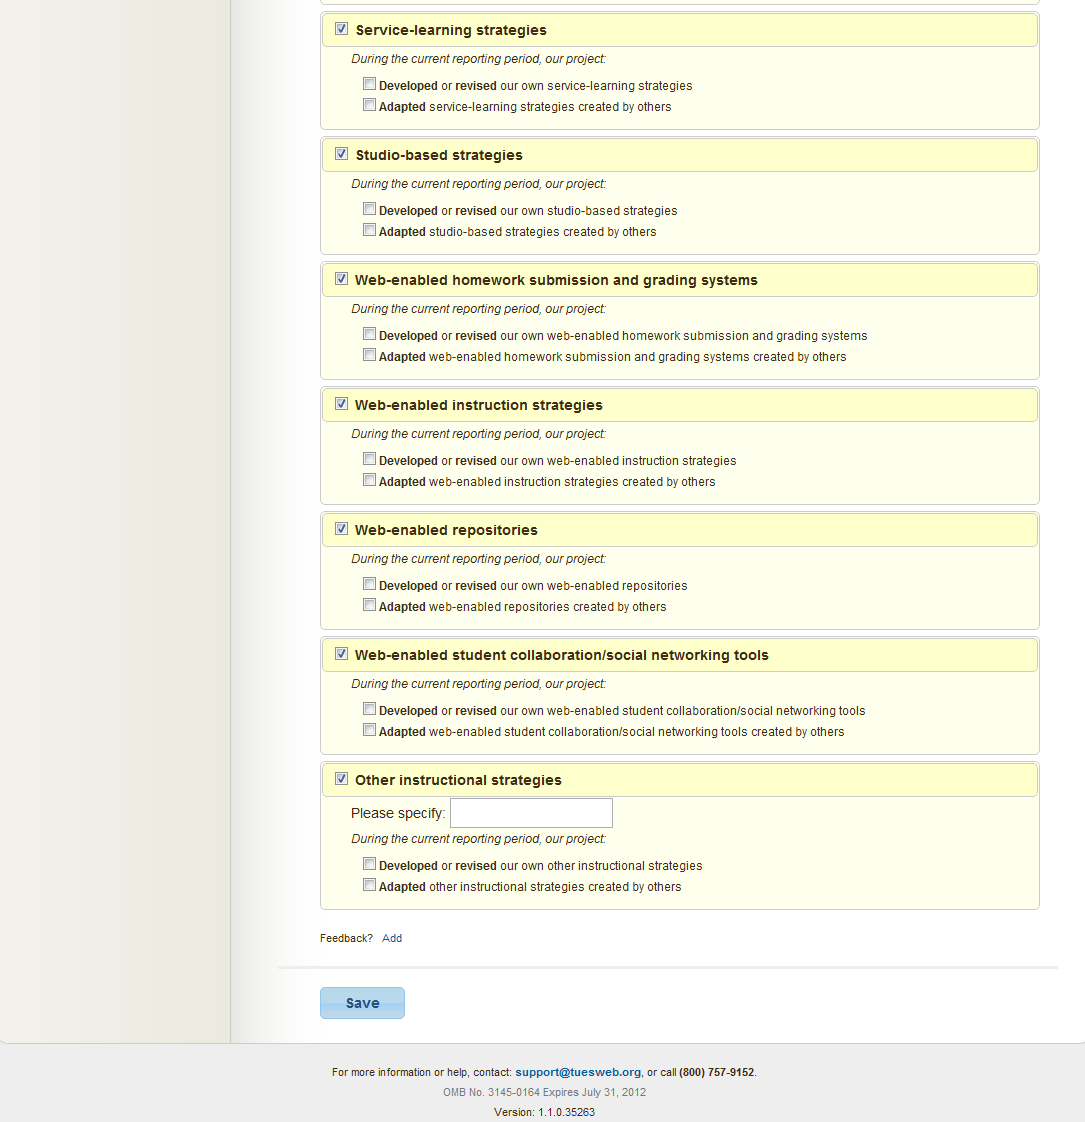 Service-learning strategies
During the current reporting period, our project:
Developed or revised our own service-learning strategies
Adapted service-learning strategies created by others
Studio-based strategies
During the current reporting period, our project:
Developed or revised our own studio-based strategies
Adapted studio-based strategies created by others
Web-enabled homework submission and grading systems
During the current reporting period, our project:
Developed or revised our own web-enabled homework submission and grading systems
Adapted web-enabled homework submission and grading systems created by others
Web-enabled instruction strategies
During the current reporting period, our project:
Developed or revised our own web-enabled instruction strategies
Adapted web-enabled instruction strategies created by others
Web-enabled repositories
During the current reporting period, our project:
Developed or revised our own web-enabled repositories
Adapted web-enabled repositories created by others
Web-enabled student collaboration/social networking tools
During the current reporting period, our project:
Developed or revised our own web-enabled student collaboration/social networking tools
Adapted web-enabled student collaboration/social networking tools created by others
Other instructional strategies
Please specify:
During the current reporting period, our project:
Developed or revised our own other instructional strategies
Adapted other instructional strategies created by others
Feedback? Add
Save
For more information or help, contact: support@tuesweb.org, or call (800) 757-9152.
OMB No. 3145-0164 Expires July 31, 2012
Version: 1.1.0.35263